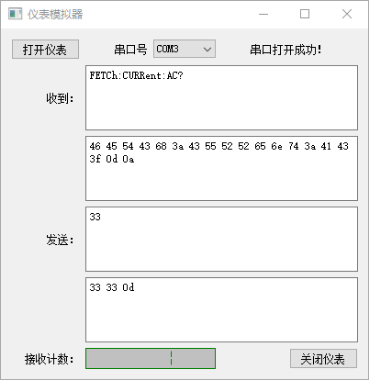 仪表模拟器
打开仪表 串口号 COM3 串口打开成功!
收到: FETCh:CURRent:AC?
46 45 54 43 68 3a 43 55 52 52 65 6e 74 3a 41 43
3f 0d 0a
发送: 33
33 33 0d
接收计数: 关闭仪表